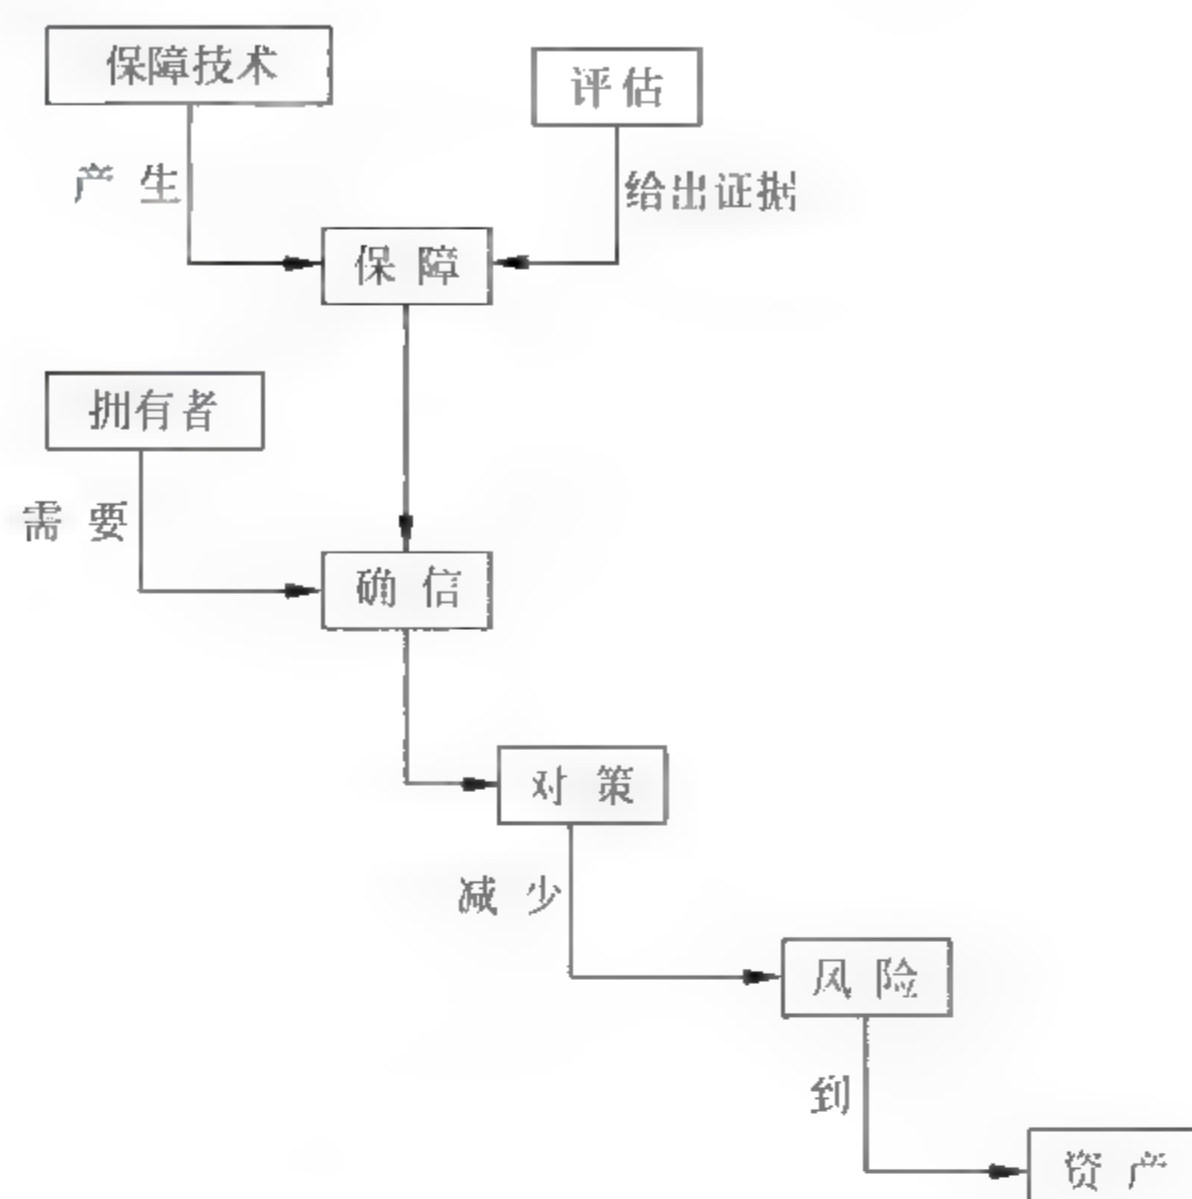 保障技术
评估
产生
给出证据
保障
拥有者
需要
确信
对策
减少
风险
到
资产